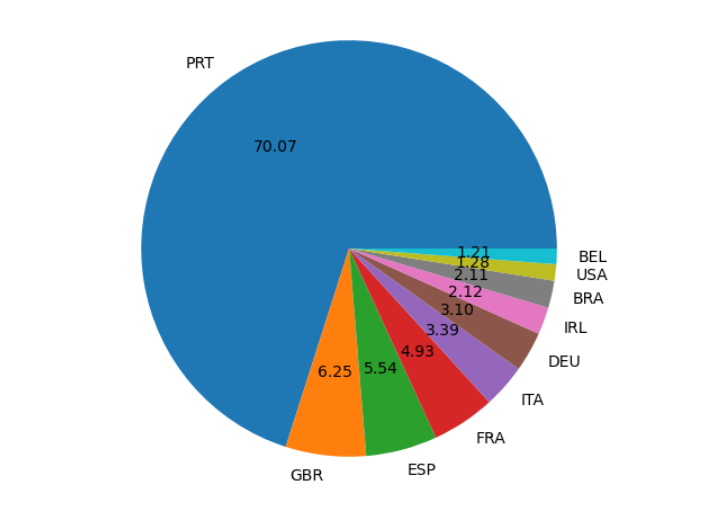 PRT
70.07
1.21
BEL
1.28
USA
2.11
BRA
2.12
IRL
3.10
DEU
3.39
ITA
4.93
FRA
5.54
ESP
6.25
GBR